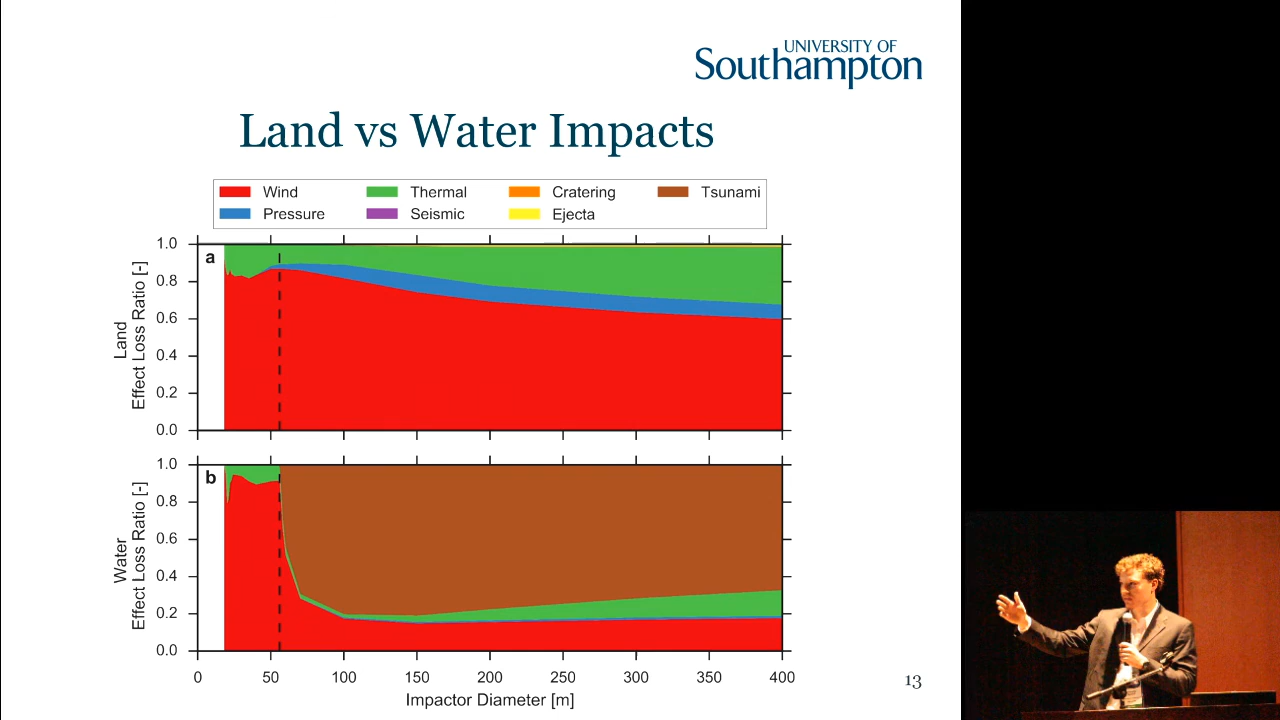 UNIVERSITY OF
Southampton
Land vs Water Impacts
Wind Thermal Cratering Tsunami
Pressure Seismic Ejecta
a
1.0
0.8
0.6
0.4
0.2
0.0
Land
Effect Loss Ratio [-]
b
1.0
0.8
0.6
0.4
0.2
0.0
Water
Effect Loss Ratio [-]
0 50 100 150 200 250 300 350 400
Impactor Diameter [m]
13